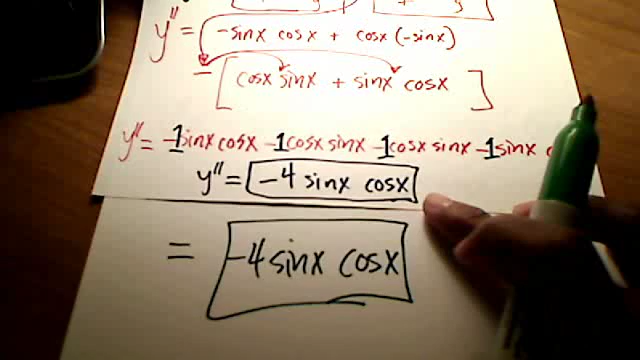 y" = -sinx cosx + cosx (-sinx)
- [cosx sinx + sinx cosx]
y" = -1sinx cosx -1cosx sinx -1cosx sinx -1sinx
y" = -4 sinx cosx
= -4 sinx cosx